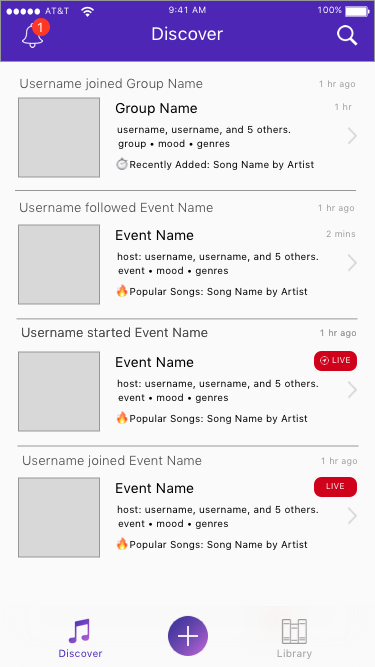 AT&T 9:41 AM 100%
1
Discover
Username joined Group Name 1 hr ago
Group Name 1 hr
username, username, and 5 others.
group • mood • genres
Recently Added: Song Name by Artist
Username followed Event Name 1 hr ago
Event Name 2 mins
host: username, username, and 5 others.
event • mood • genres
Popular Songs: Song Name by Artist
Username started Event Name 1 hr ago
Event Name LIVE
host: username, username, and 5 others.
event • mood • genres
Popular Songs: Song Name by Artist
Username joined Event Name 1 hr ago
Event Name LIVE
host: username, username, and 5 others.
event • mood • genres
Popular Songs: Song Name by Artist
Discover Library